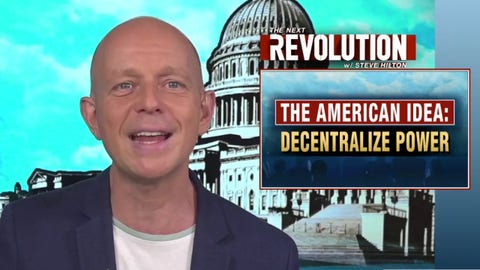 THE NEXT
REVOLUTION
w/ STEVE HILTON
THE AMERICAN IDEA:
DECENTRALIZE POWER